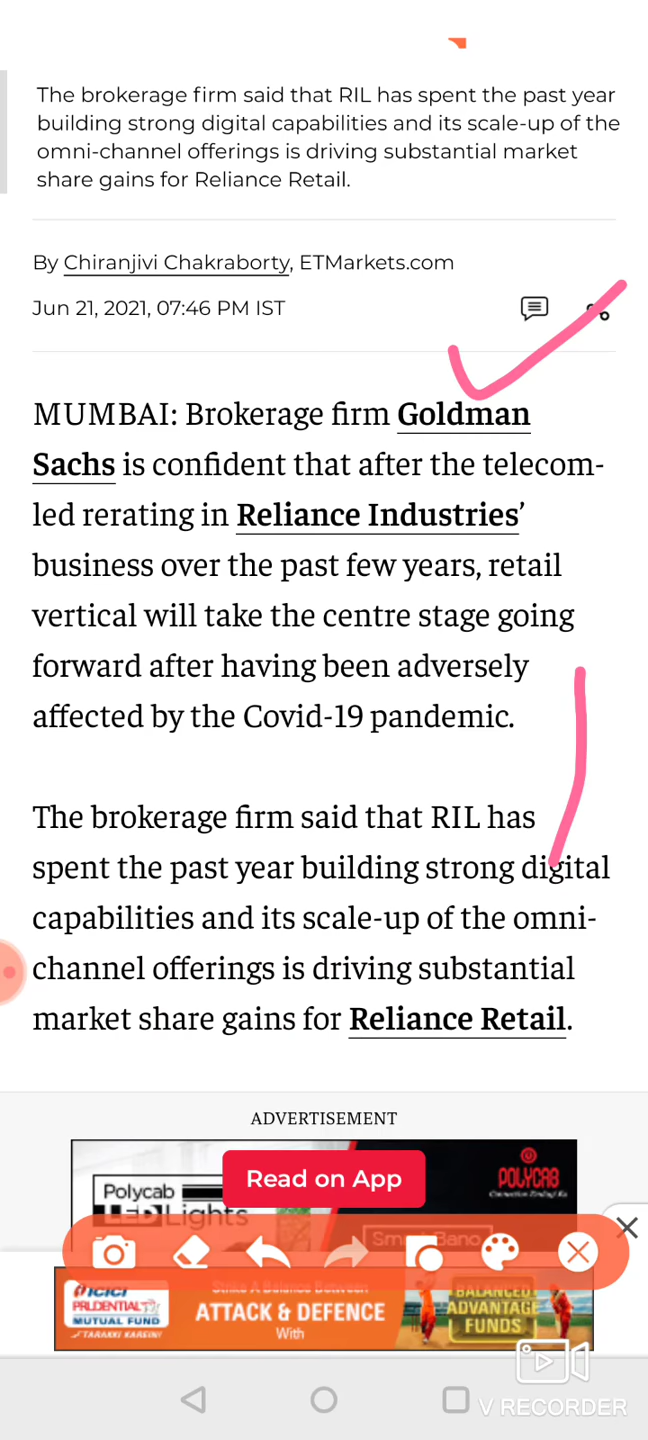 The brokerage firm said that RIL has spent the past year
building strong digital capabilities and its scale-up of the
omni-channel offerings is driving substantial market
share gains for Reliance Retail.
By Chiranjivi Chakraborty, ETMarkets.com
Jun 21, 2021, 07:46 PM IST
MUMBAI: Brokerage firm Goldman
Sachs is confident that after the telecom-
led rerating in Reliance Industries’
business over the past few years, retail
vertical will take the centre stage going
forward after having been adversely
affected by the Covid-19 pandemic.
The brokerage firm said that RIL has
spent the past year building strong digital
capabilities and its scale-up of the omni-
channel offerings is driving substantial
market share gains for Reliance Retail.
ADVERTISEMENT
Polycab
LED Lights
Read on App
POLYCAB
ICICI
PRUDENTIAL
MUTUAL FUND
TARAKKI KAREIN!
Strike A Balance Between
ATTACK & DEFENCE
With
BALANCED
ADVANTAGE
FUNDS
V RECORDER